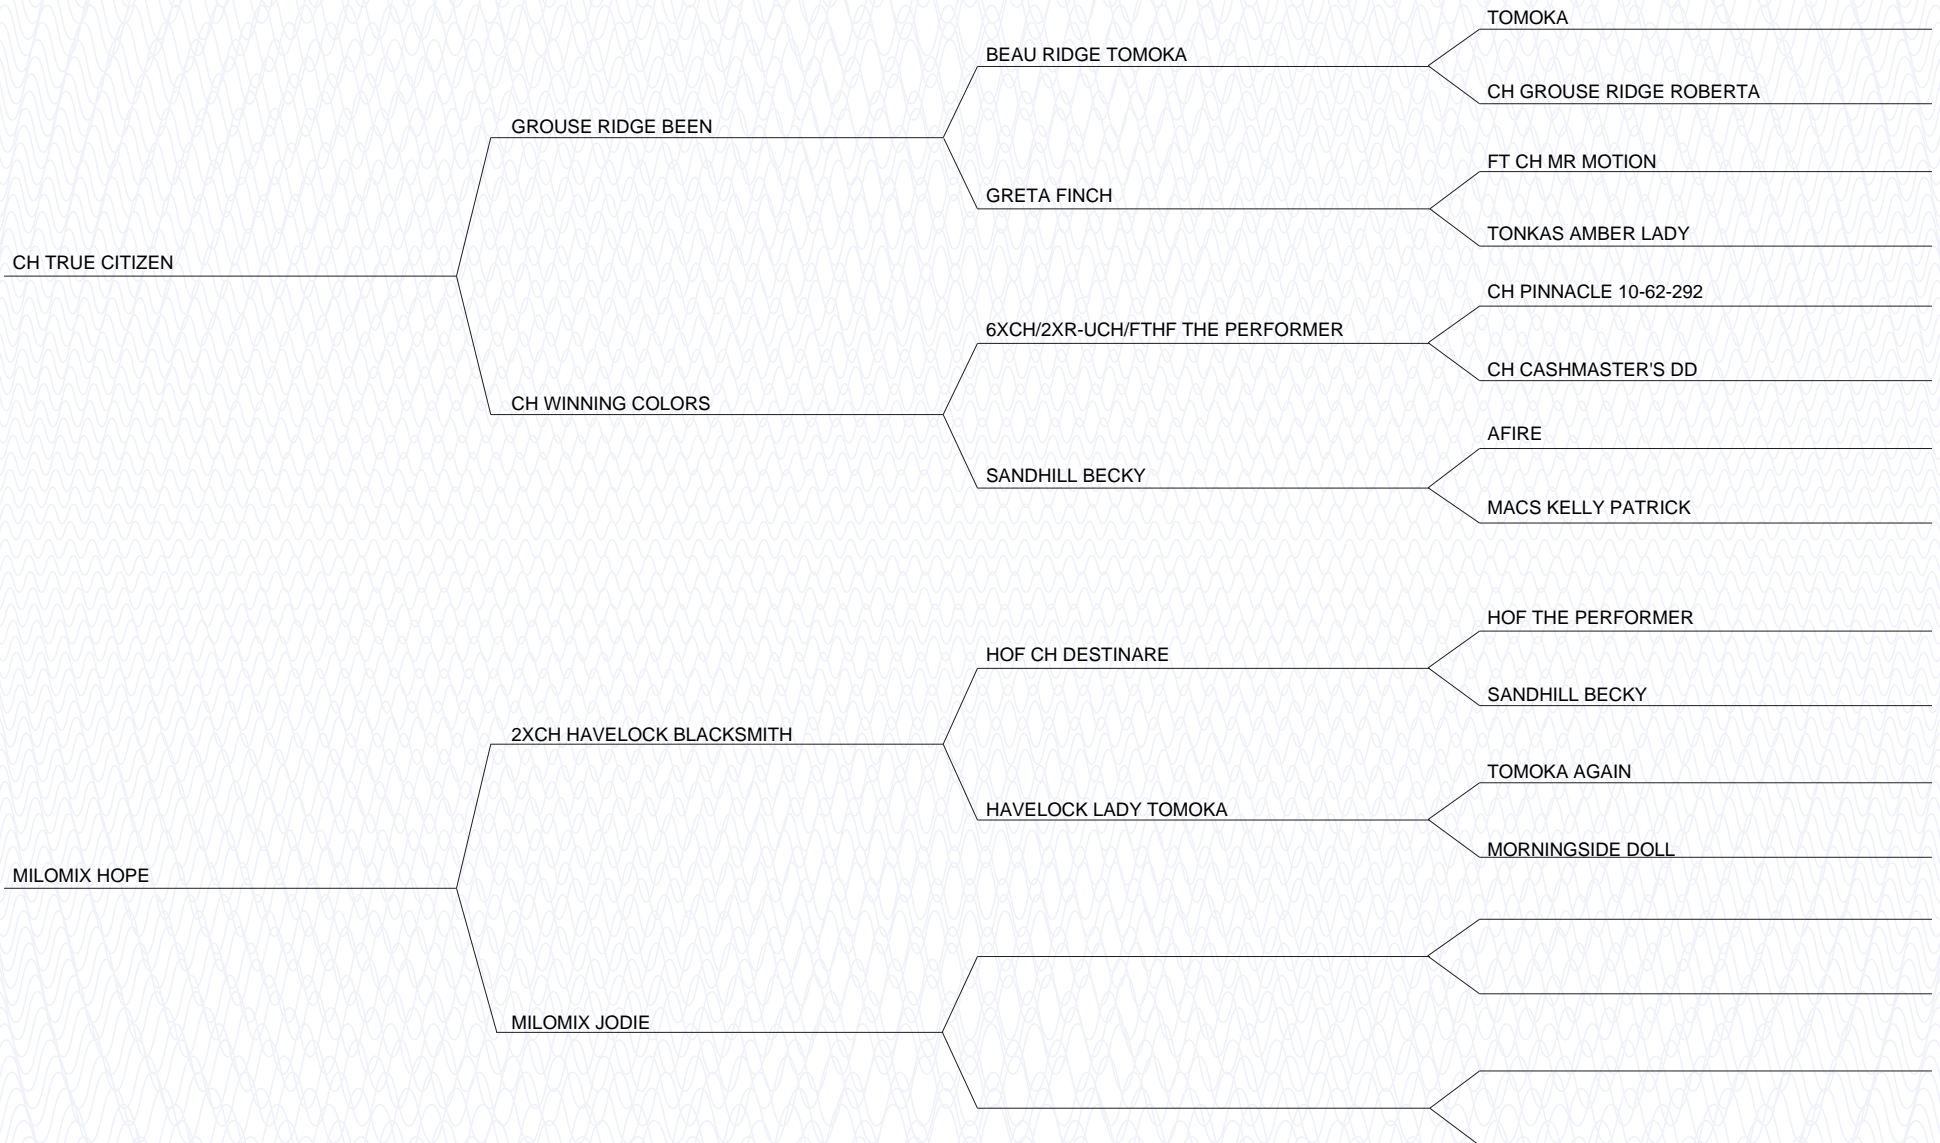 TOMOKA
BEAU RIDGE TOMOKA
CH GROUSE RIDGE ROBERTA
GROUSE RIDGE BEEN
FT CH MR MOTION
GRETA FINCH
TONKAS AMBER LADY
CH TRUE CITIZEN
CH PINNACLE 10-62-292
6XCH/2XR-UCH/FTHF THE PERFORMER
CH CASHMASTER'S DD
CH WINNING COLORS
AFIRE
SANDHILL BECKY
MACS KELLY PATRICK
HOF THE PERFORMER
HOF CH DESTINARE
SANDHILL BECKY
2XCH HAVELOCK BLACKSMITH
TOMOKA AGAIN
HAVELOCK LADY TOMOKA
MORNINGSIDE DOLL
MILOMIX HOPE
MILOMIX JODIE